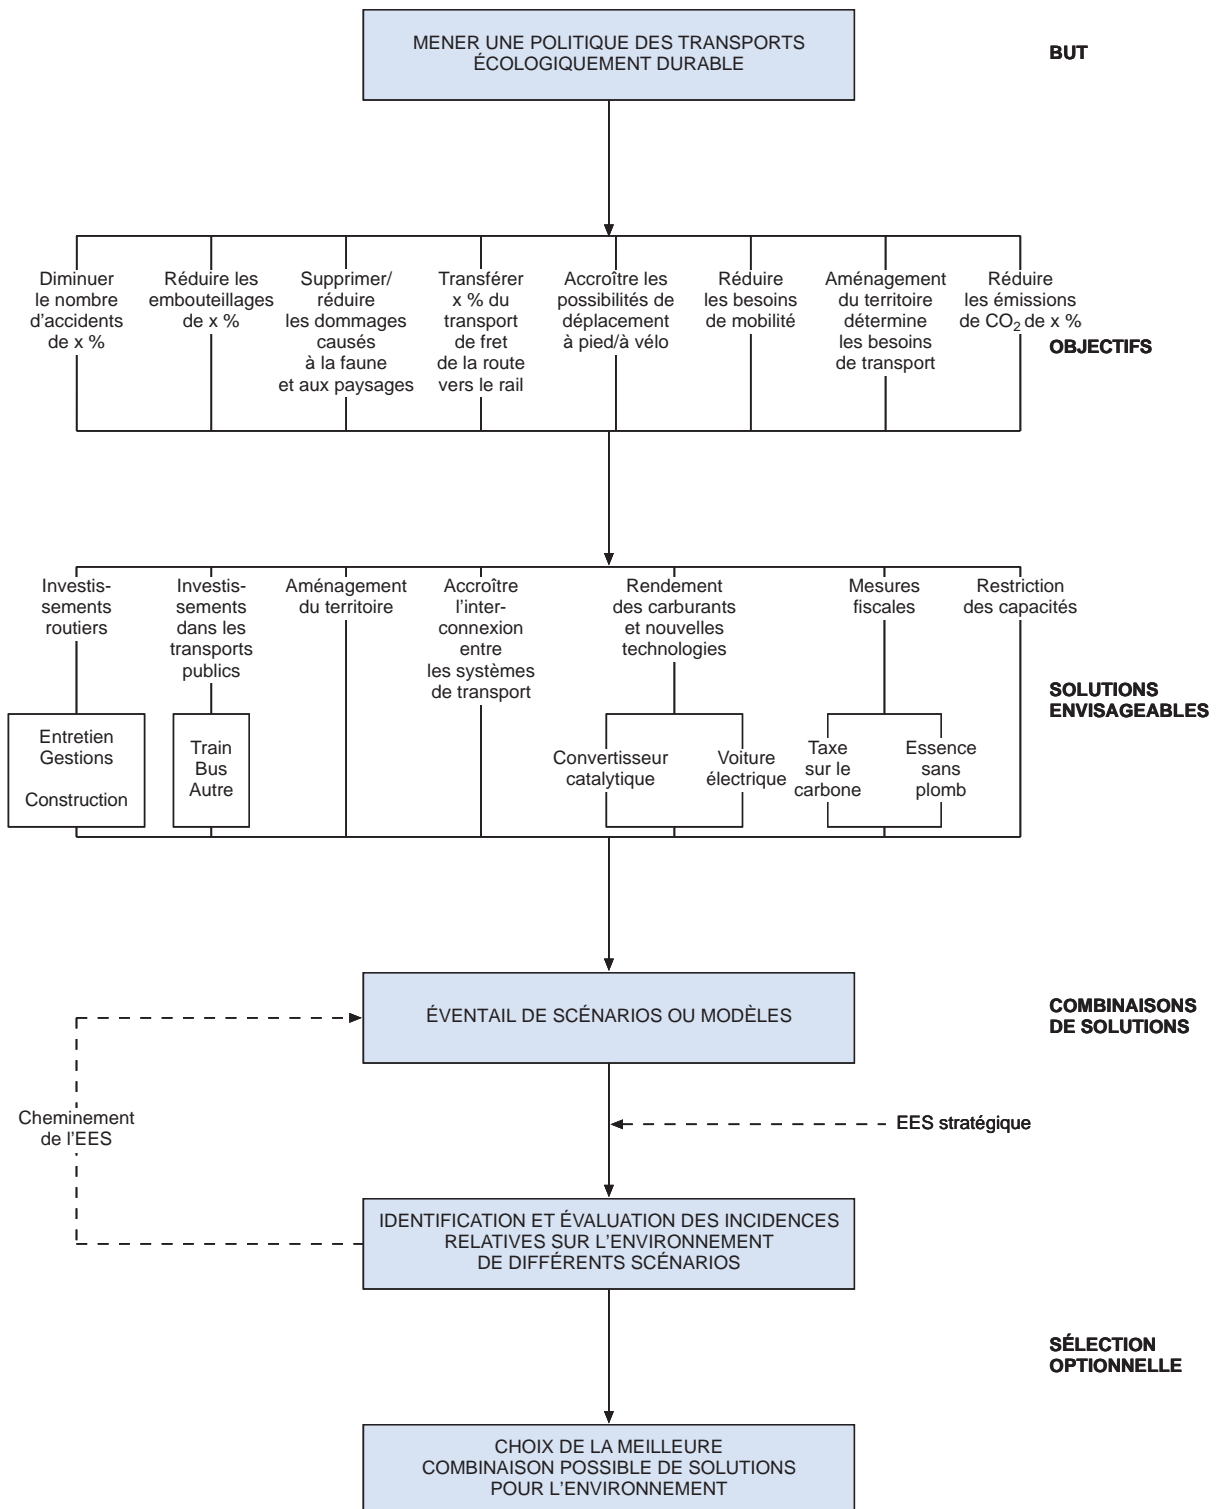 MENER UNE POLITIQUE DES TRANSPORTS
ÉCOLOGIQUEMENT DURABLE
BUT
Diminuer
le nombre
d'accidents
de x %
Réduire les
embouteillages
de x %
Supprimer/
réduire
les dommages
causés
à la faune
et aux paysages
Transférer
x % du
transport
de fret
de la route
vers le rail
Accroître les
possibilités de
déplacement
à pied/à vélo
Réduire
les besoins
de mobilité
Aménagement
du territoire
détermine
les besoins
de transport
Réduire
les émissions
de CO2 de x %
OBJECTIFS
Investis-
sements
routiers
Investis-
sements
dans les
transports
publics
Aménagement
du territoire
Accroître
l'inter-
connexion
entre
les systèmes
de transport
Rendement
des carburants
et nouvelles
technologies
Mesures
fiscales
Restriction
des capacités
SOLUTIONS
ENVISAGEABLES
Entretien
Gestions
Construction
Train
Bus
Autre
Convertisseur
catalytique
Voiture
électrique
Taxe
sur le
carbone
Essence
sans
plomb
ÉVENTAIL DE SCÉNARIOS OU MODÈLES
COMBINAISONS
DE SOLUTIONS
Cheminement
de l'EES
EES stratégique
IDENTIFICATION ET ÉVALUATION DES INCIDENCES
RELATIVES SUR L'ENVIRONNEMENT
DE DIFFÉRENTS SCÉNARIOS
SÉLECTION
OPTIONNELLE
CHOIX DE LA MEILLEURE
COMBINAISON POSSIBLE DE SOLUTIONS
POUR L'ENVIRONNEMENT